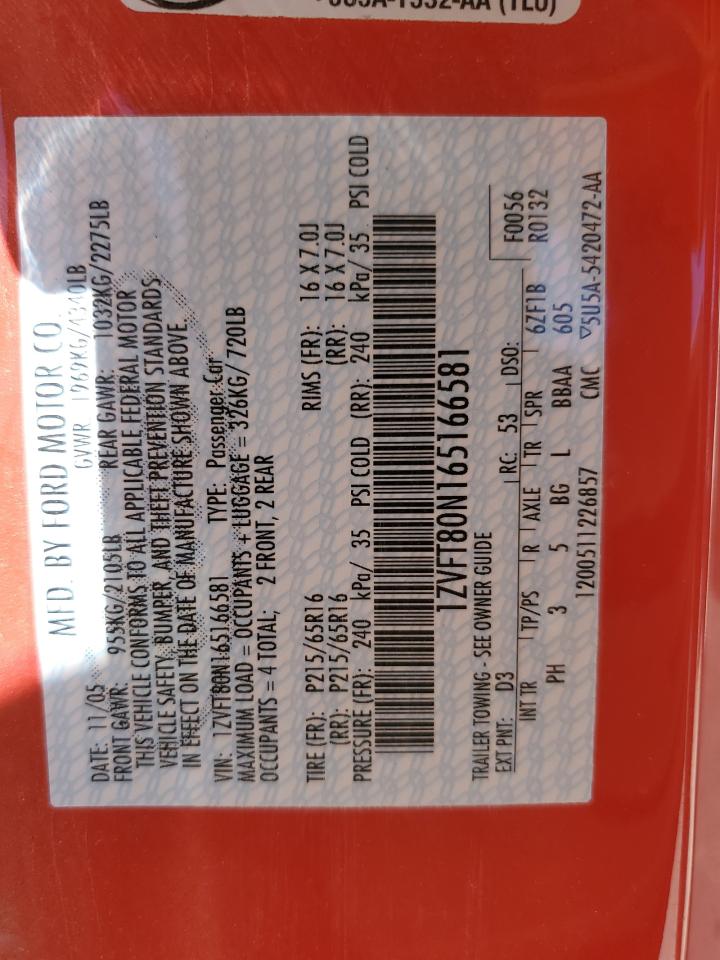 5U5A-1532-AA (TEO)
MFD. BY FORD MOTOR CO.
DATE: 11/05 GVWR 1969KG/4340LB
FRONT GAWR: 955KG/2105LB REAR GAWR: 1032KG/2275LB
THIS VEHICLE CONFORMS TO ALL APPLICABLE FEDERAL MOTOR
VEHICLE SAFETY, BUMPER, AND THEFT PREVENTION STANDARDS
IN EFFECT ON THE DATE OF MANUFACTURE SHOWN ABOVE.
VIN: 1ZVFT80N165166581 TYPE: Passenger Car
MAXIMUM LOAD = OCCUPANTS + LUGGAGE = 326KG/ 720LB
OCCUPANTS = 4 TOTAL; 2 FRONT, 2 REAR
TIRE (FR): P215/65R16 RIMS (FR): 16 X 7.0J
(RR): P215/65R16 (RR): 16 X 7.0J
PRESSURE (FR): 240 kPa/ 35 PSI COLD (RR): 240 kPa/ 35 PSI COLD
1ZVFT80N165166581
TRAILER TOWING - SEE OWNER GUIDE F0056
EXT PNT: D3 RC: 53 DSO: R0132
INT TR TP/PS R AXLE TR SPR 6ZF1B
PH 3 5 BG L BBAA 605
1200511226857 CMC ▽5U5A-5420472-AA